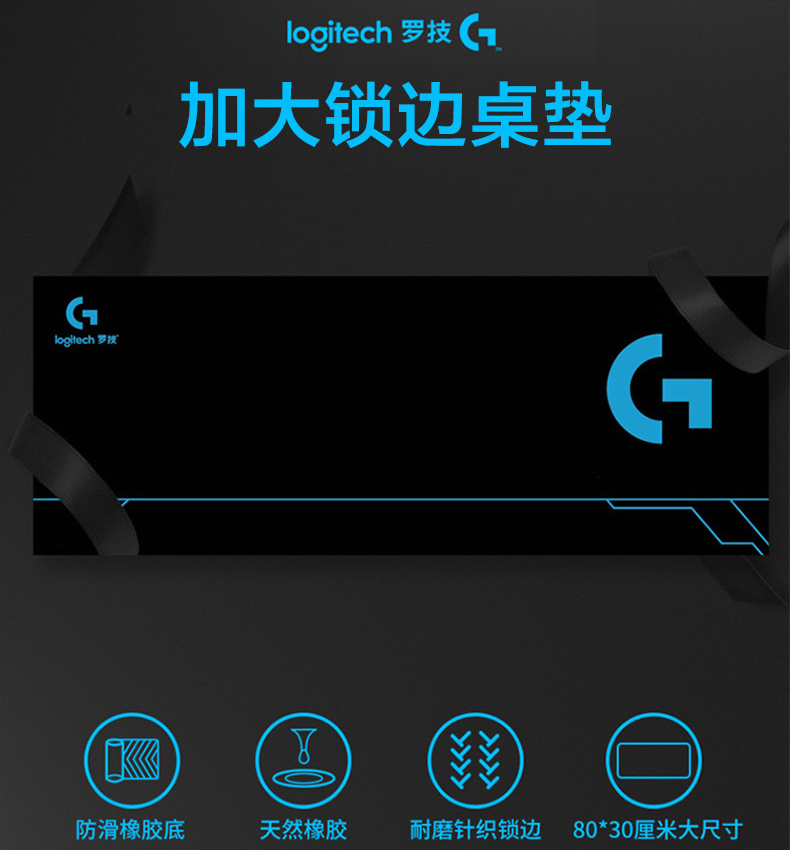 logitech 罗技 G
加大锁边桌垫
G
logitech 罗技
G
防滑橡胶底
天然橡胶
耐磨针织锁边
80*30厘米大尺寸